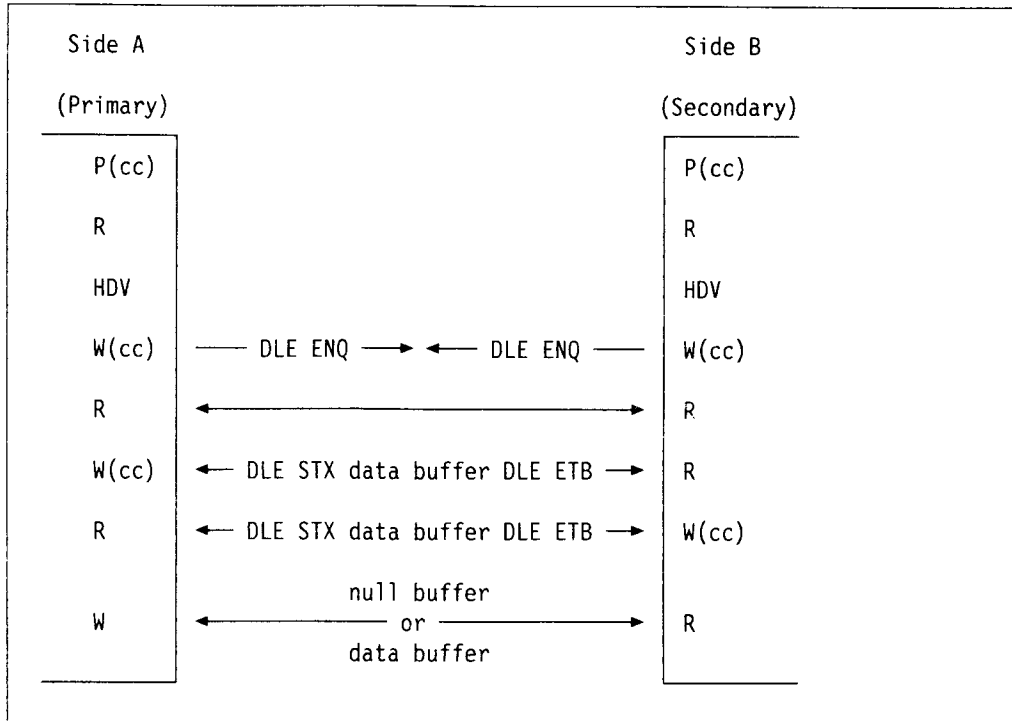 Side A Side B
(Primary) (Secondary)
P(cc) P(cc)
R R
HDV HDV
W(cc) DLE ENQ DLE ENQ W(cc)
R R
W(cc) DLE STX data buffer DLE ETB R
R DLE STX data buffer DLE ETB W(cc)
null buffer
W or R
data buffer